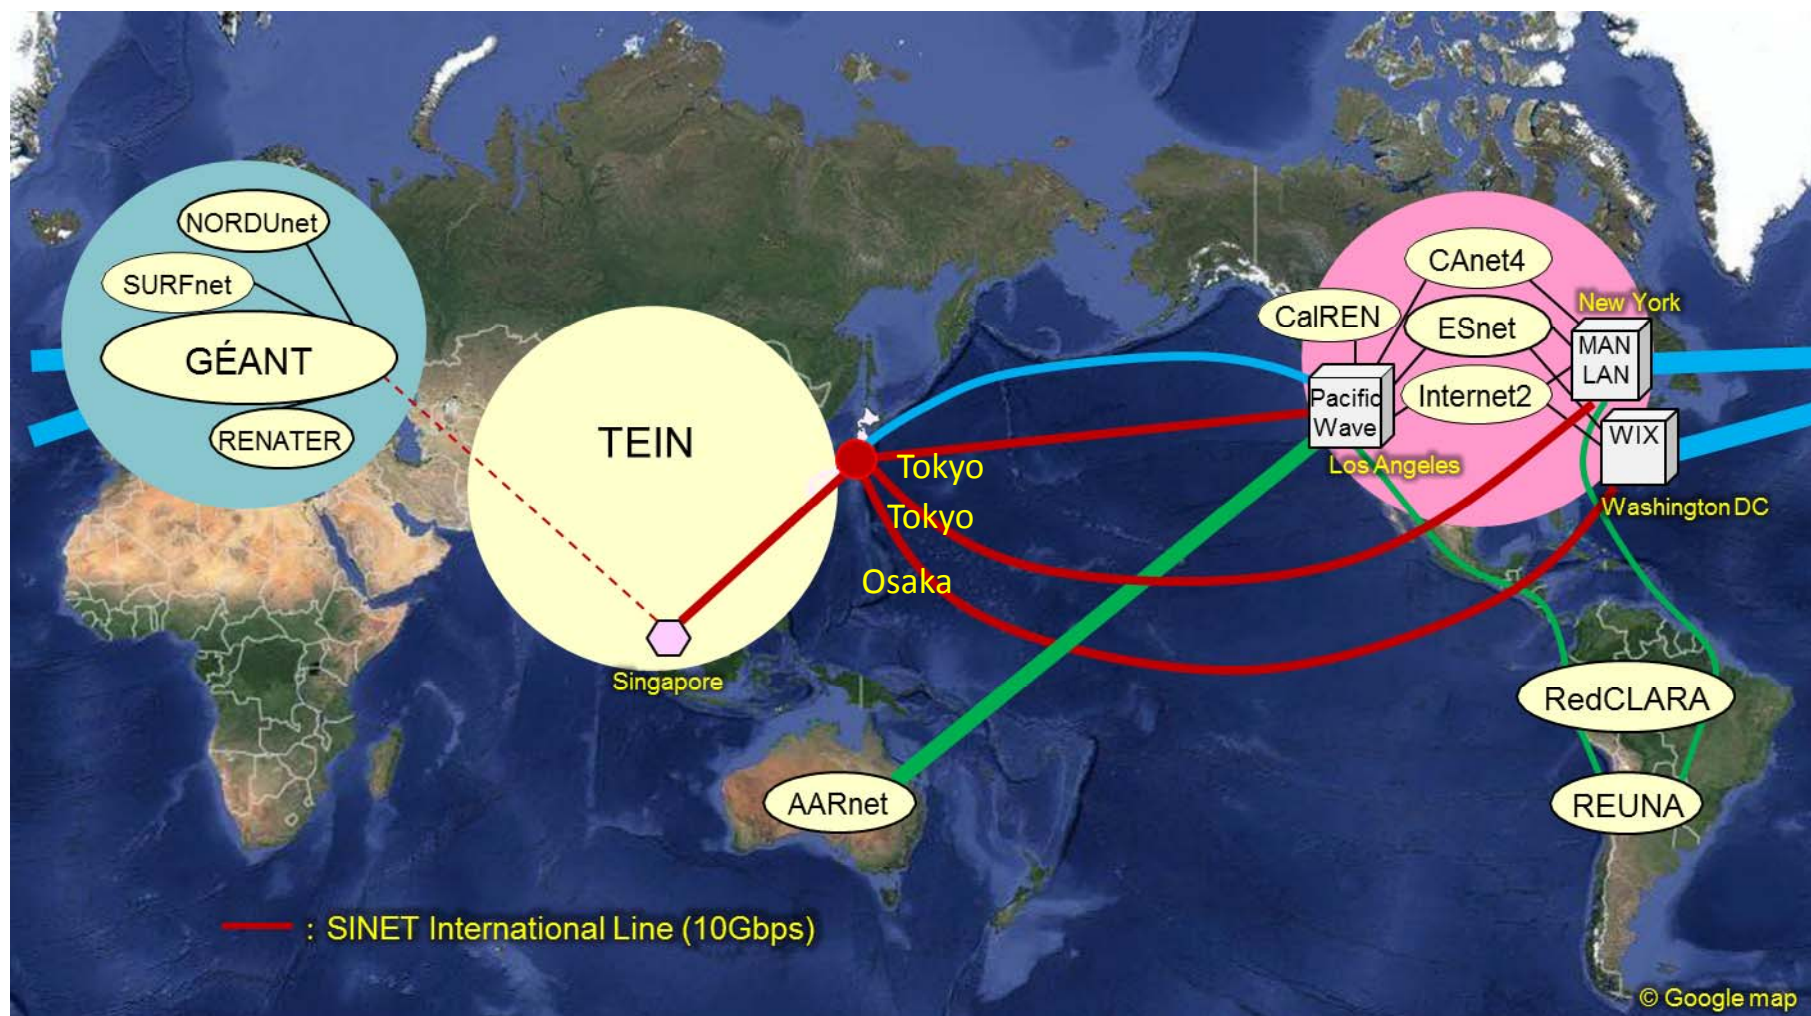 NORDUnet
SURFnet
GÉANT
RENATER
TEIN
Singapore
Tokyo
Tokyo
Osaka
AARnet
CAnet4
CalREN
ESnet
Internet2
New York
MAN
LAN
Pacific
Wave
WIX
Los Angeles
Washington DC
RedCLARA
REUNA
: SINET International Line (10Gbps)
© Google map